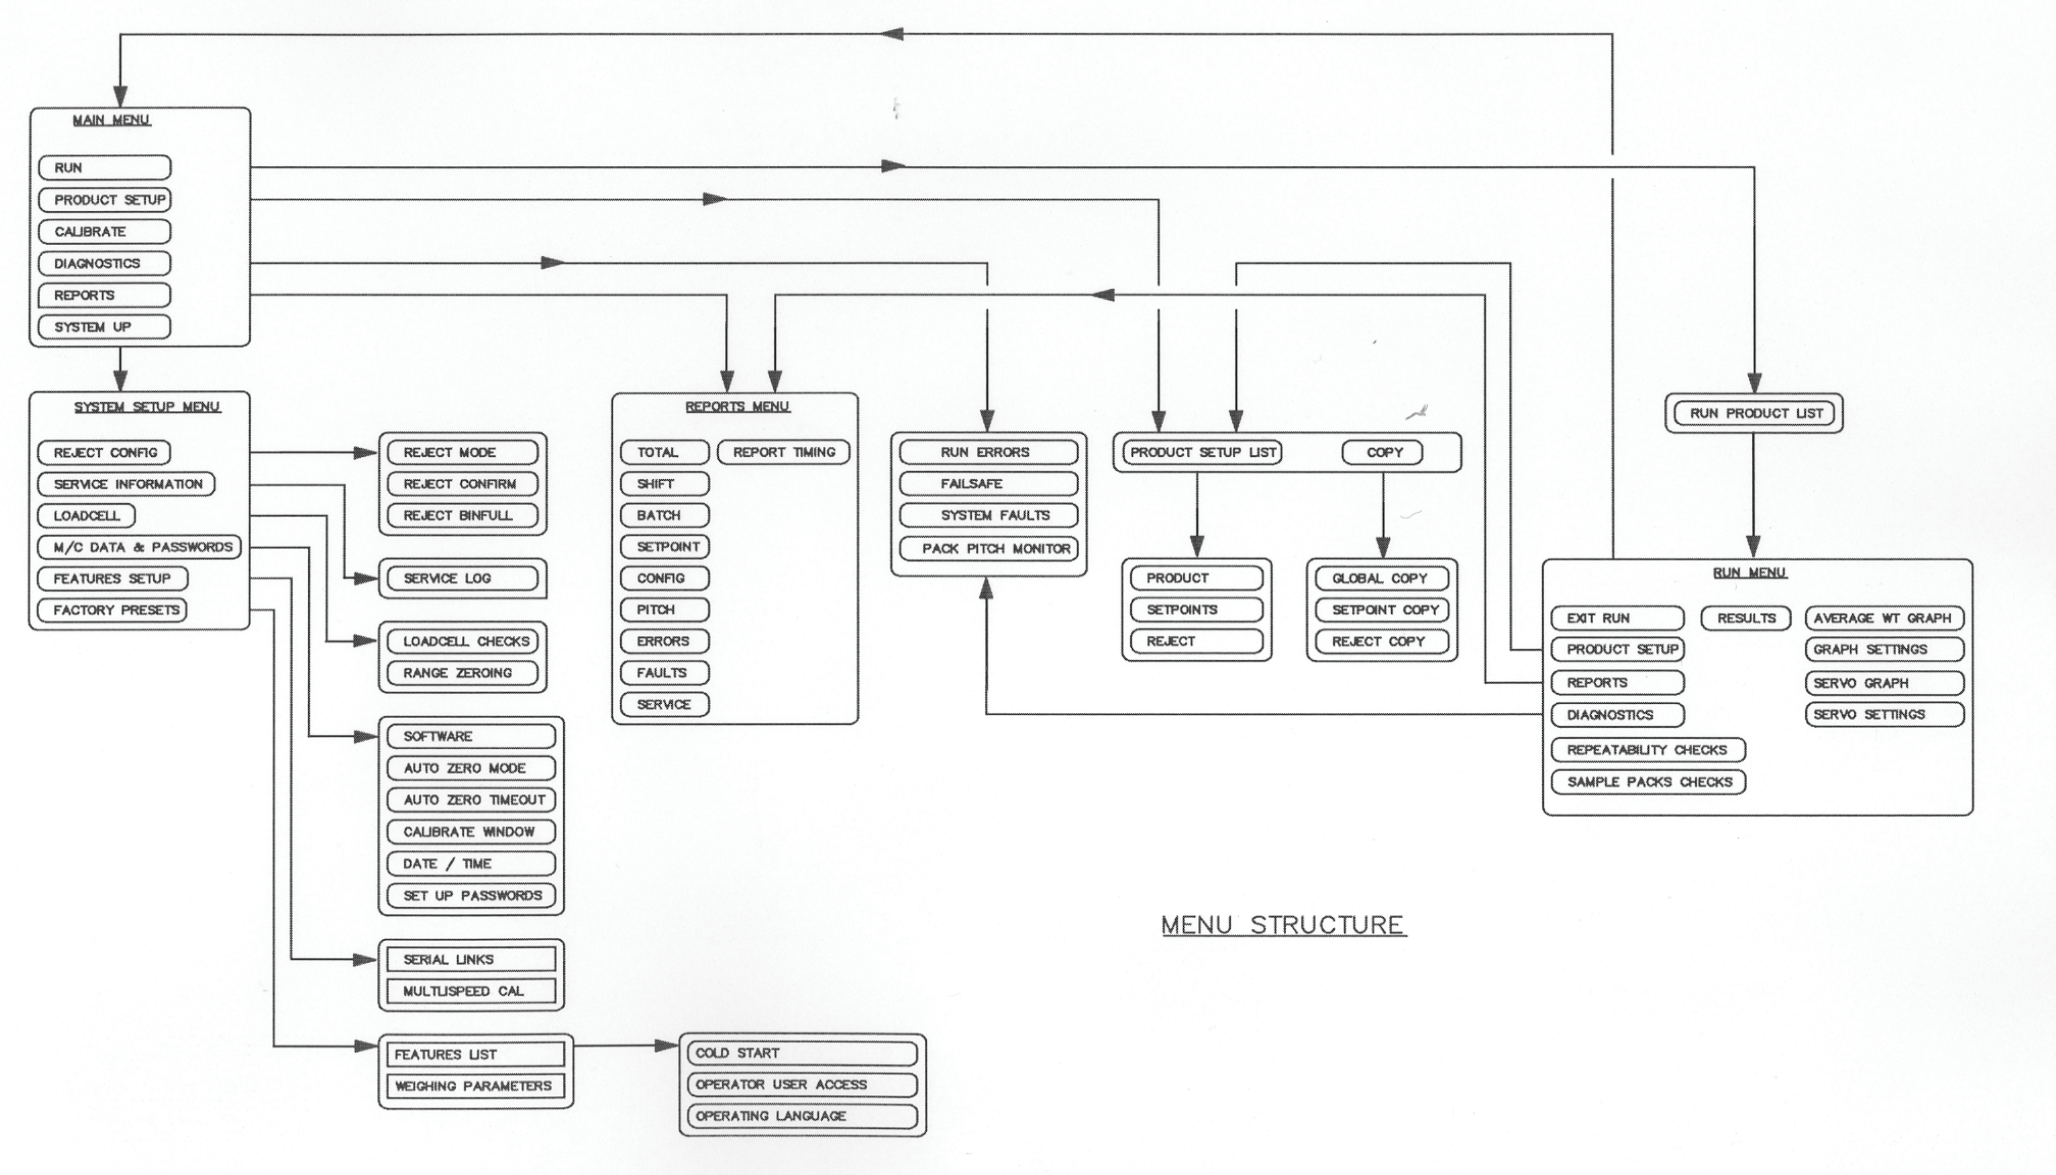 MAIN MENU
RUN
PRODUCT SETUP
CALIBRATE
DIAGNOSTICS
REPORTS
SYSTEM UP
SYSTEM SETUP MENU
REJECT CONFIG
SERVICE INFORMATION
LOADCELL
M/C DATA & PASSWORDS
FEATURES SETUP
FACTORY PRESETS
REJECT MODE
REJECT CONFIRM
REJECT BINFULL
SERVICE LOG
LOADCELL CHECKS
RANGE ZEROING
SOFTWARE
AUTO ZERO MODE
AUTO ZERO TIMEOUT
CALIBRATE WINDOW
DATE / TIME
SET UP PASSWORDS
SERIAL LINKS
MULTLISPEED CAL
FEATURES LIST
WEIGHING PARAMETERS
COLD START
OPERATOR USER ACCESS
OPERATING LANGUAGE
REPORTS MENU
TOTAL
REPORT TIMING
SHIFT
BATCH
SETPOINT
CONFIG
PITCH
ERRORS
FAULTS
SERVICE
RUN ERRORS
FAILSAFE
SYSTEM FAULTS
PACK PITCH MONITOR
PRODUCT SETUP LIST
COPY
PRODUCT
SETPOINTS
REJECT
GLOBAL COPY
SETPOINT COPY
REJECT COPY
RUN PRODUCT LIST
RUN MENU
EXIT RUN
RESULTS
AVERAGE WT GRAPH
PRODUCT SETUP
GRAPH SETTINGS
REPORTS
SERVO GRAPH
DIAGNOSTICS
SERVO SETTINGS
REPEATABILITY CHECKS
SAMPLE PACKS CHECKS
MENU STRUCTURE